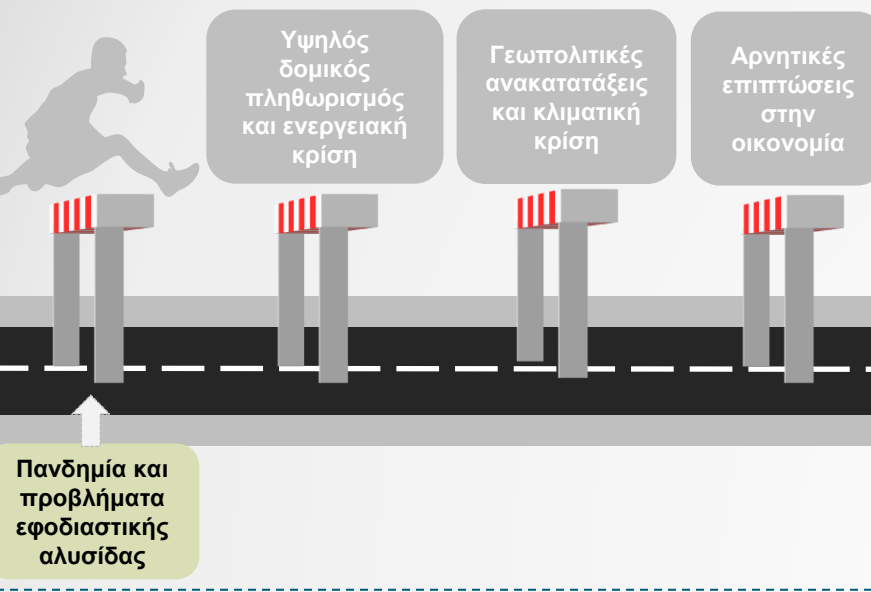 Υψηλός
δομικός
πληθωρισμός
και ενεργειακή
κρίση
Γεωπολιτικές
ανακατατάξεις
και κλιματική
κρίση
Αρνητικές
επιπτώσεις
στην
οικονομία
Πανδημία και
προβλήματα
εφοδιαστικής
αλυσίδας